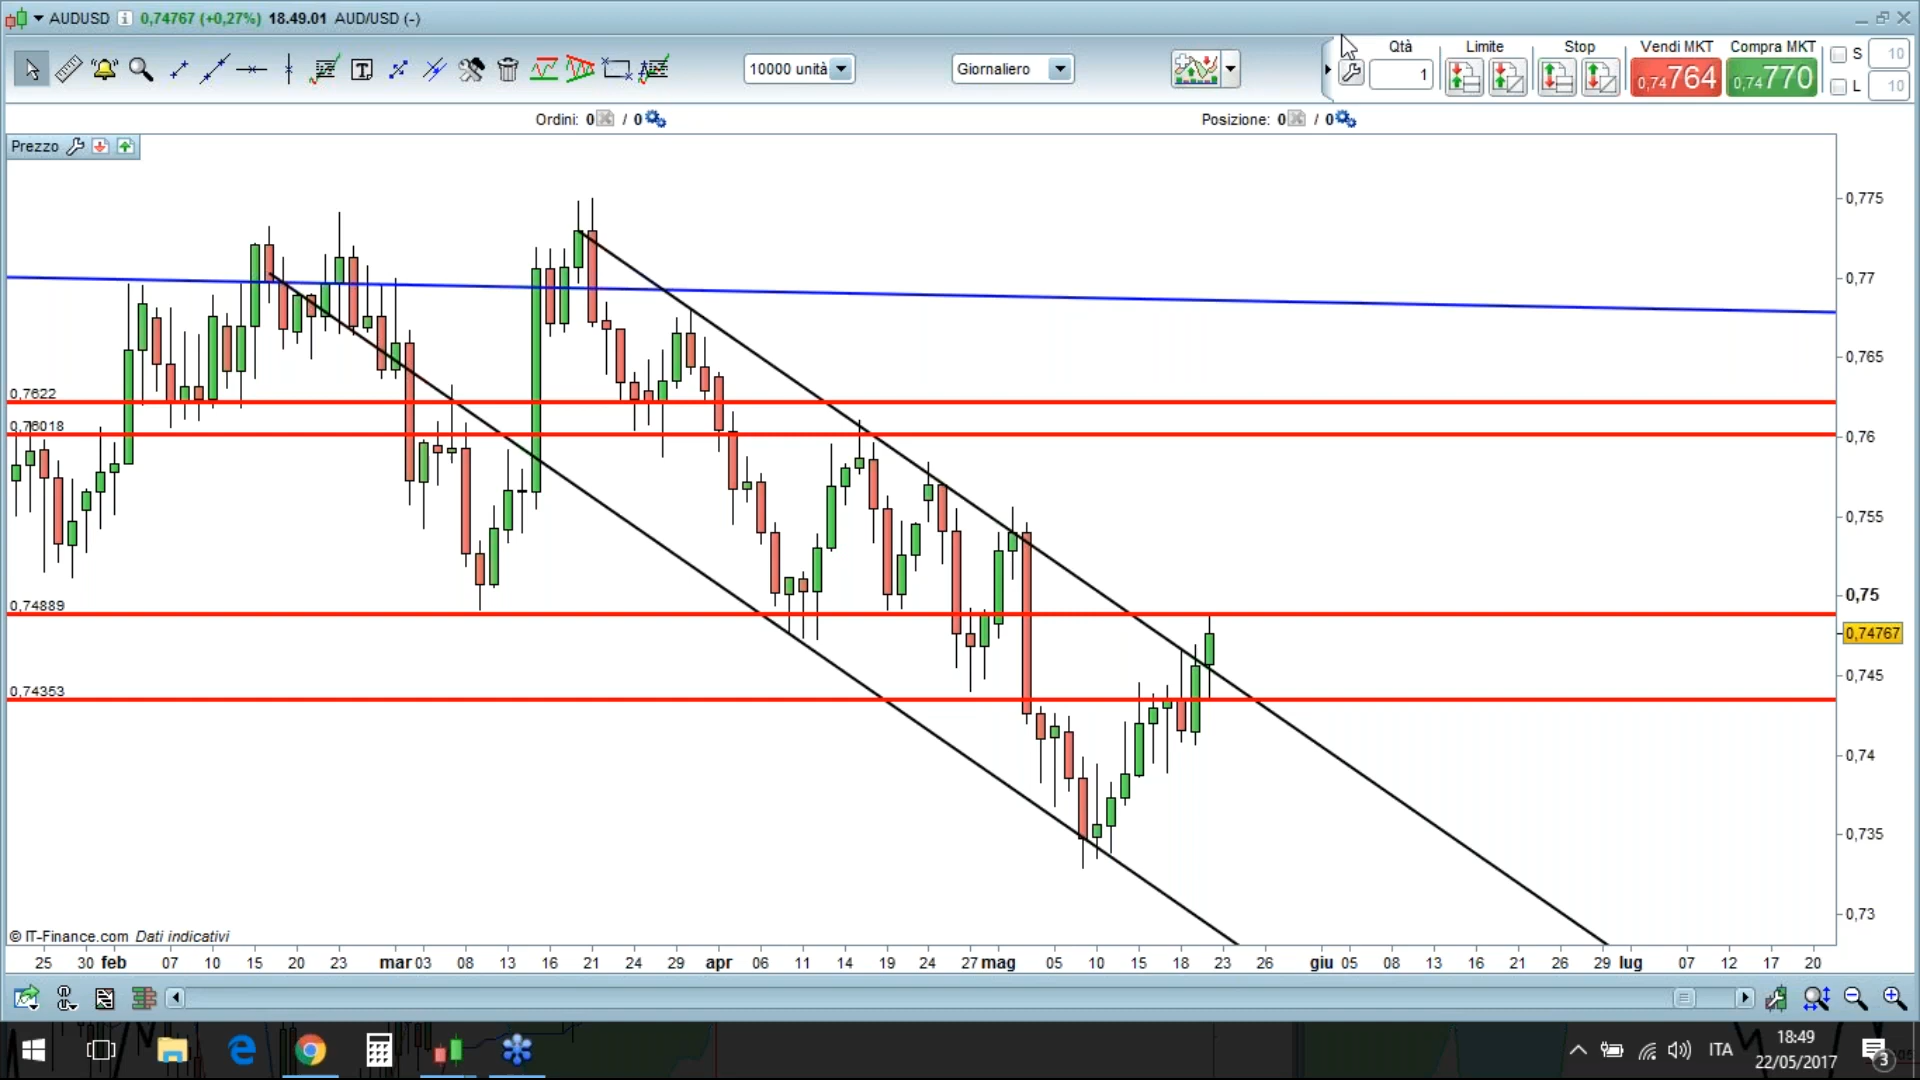 AUDUSD 0,74767 (+0,27%) 18.49.01 AUD/USD (-)
10000 unità
Giornaliero
Qtà
1
Limite
Stop
Vendi MKT
0,74764
Compra MKT
0,74770
S
10
L
10
Ordini: 0 / 0
Posizione: 0 / 0
Prezzo
0,775
0,77
0,765
0,7622
0,76018
0,76
0,755
0,74889
0,75
0,74767
0,74353
0,745
0,74
0,735
0,73
© IT-Finance.com Dati indicativi
25 30 feb 07 10 15 20 23 mar 03 08 13 16 21 24 29 apr 06 11 14 19 24 27 mag 05 10 15 18 23 26 giu 05 08 13 16 21 26 29 lug 07 12 17 20
ITA
18:49
22/05/2017
3